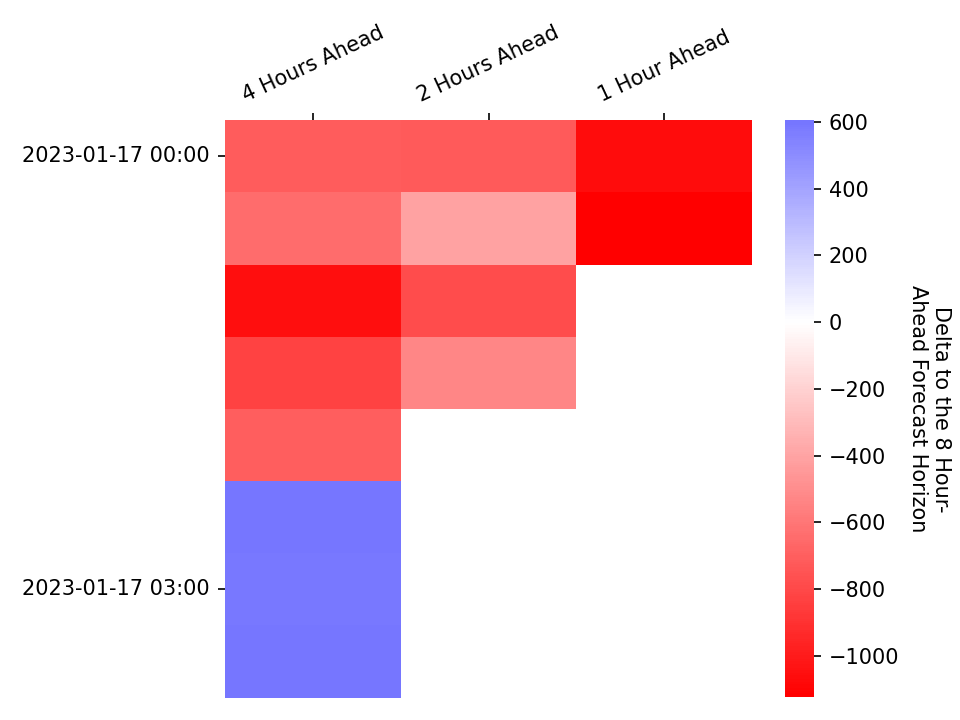 4 Hours Ahead
2 Hours Ahead
1 Hour Ahead
2023-01-17 00:00
2023-01-17 03:00
600
400
200
0
−200
−400
−600
−800
−1000
Delta to the 8 Hour-
Ahead Forecast Horizon